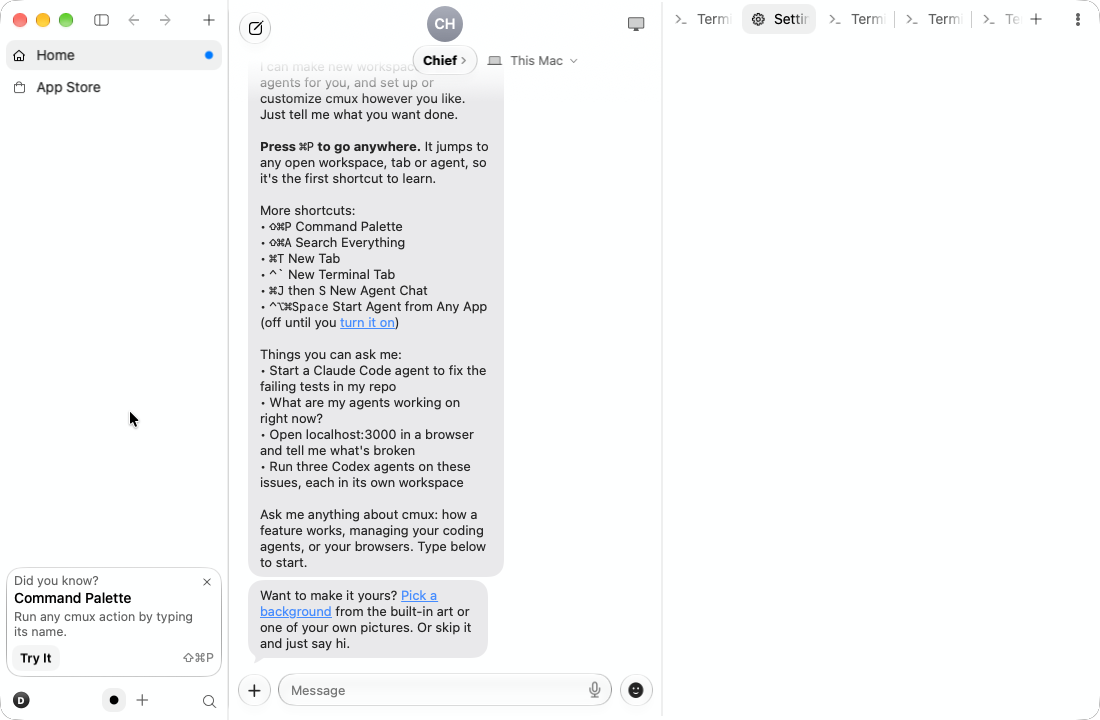 Home
App Store
Did you know?
Command Palette
Run any cmux action by typing
its name.
Try It
⇧⌘P
D
CH
Chief ›
This Mac
I can make new workspac
agents for you, and set up or
customize cmux however you like.
Just tell me what you want done.
Press ⌘P to go anywhere. It jumps to
any open workspace, tab or agent, so
it's the first shortcut to learn.
More shortcuts:
• ⇧⌘P Command Palette
• ⇧⌘A Search Everything
• ⌘T New Tab
• ^` New Terminal Tab
• ⌘J then S New Agent Chat
• ^⌥⌘Space Start Agent from Any App
(off until you turn it on)
Things you can ask me:
• Start a Claude Code agent to fix the
failing tests in my repo
• What are my agents working on
right now?
• Open localhost:3000 in a browser
and tell me what's broken
• Run three Codex agents on these
issues, each in its own workspace
Ask me anything about cmux: how a
feature works, managing your coding
agents, or your browsers. Type below
to start.
Want to make it yours? Pick a
background from the built-in art or
one of your own pictures. Or skip it
and just say hi.
Message
Termi
Settin
Termi
Termi
Te